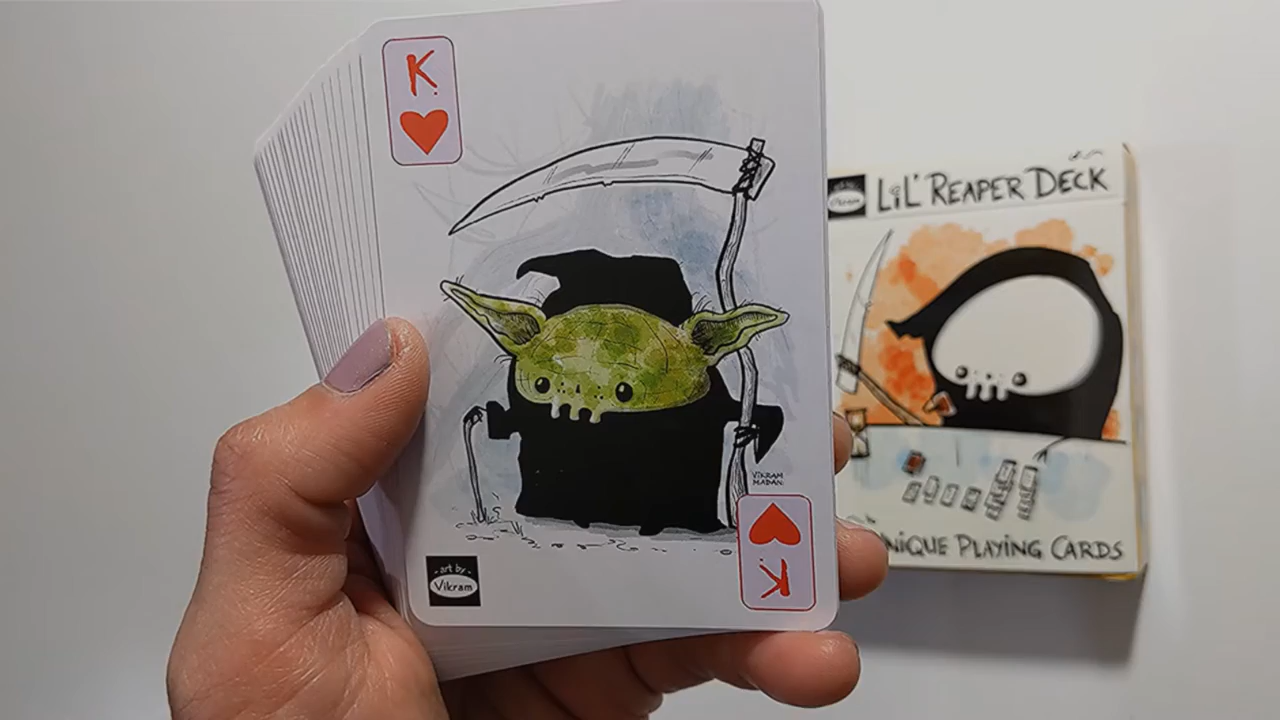 K
VIKRAM
MADAN
- art by -
Vikram
K
LiL' REAPER DECK
NIQUE PLAYING CARDS